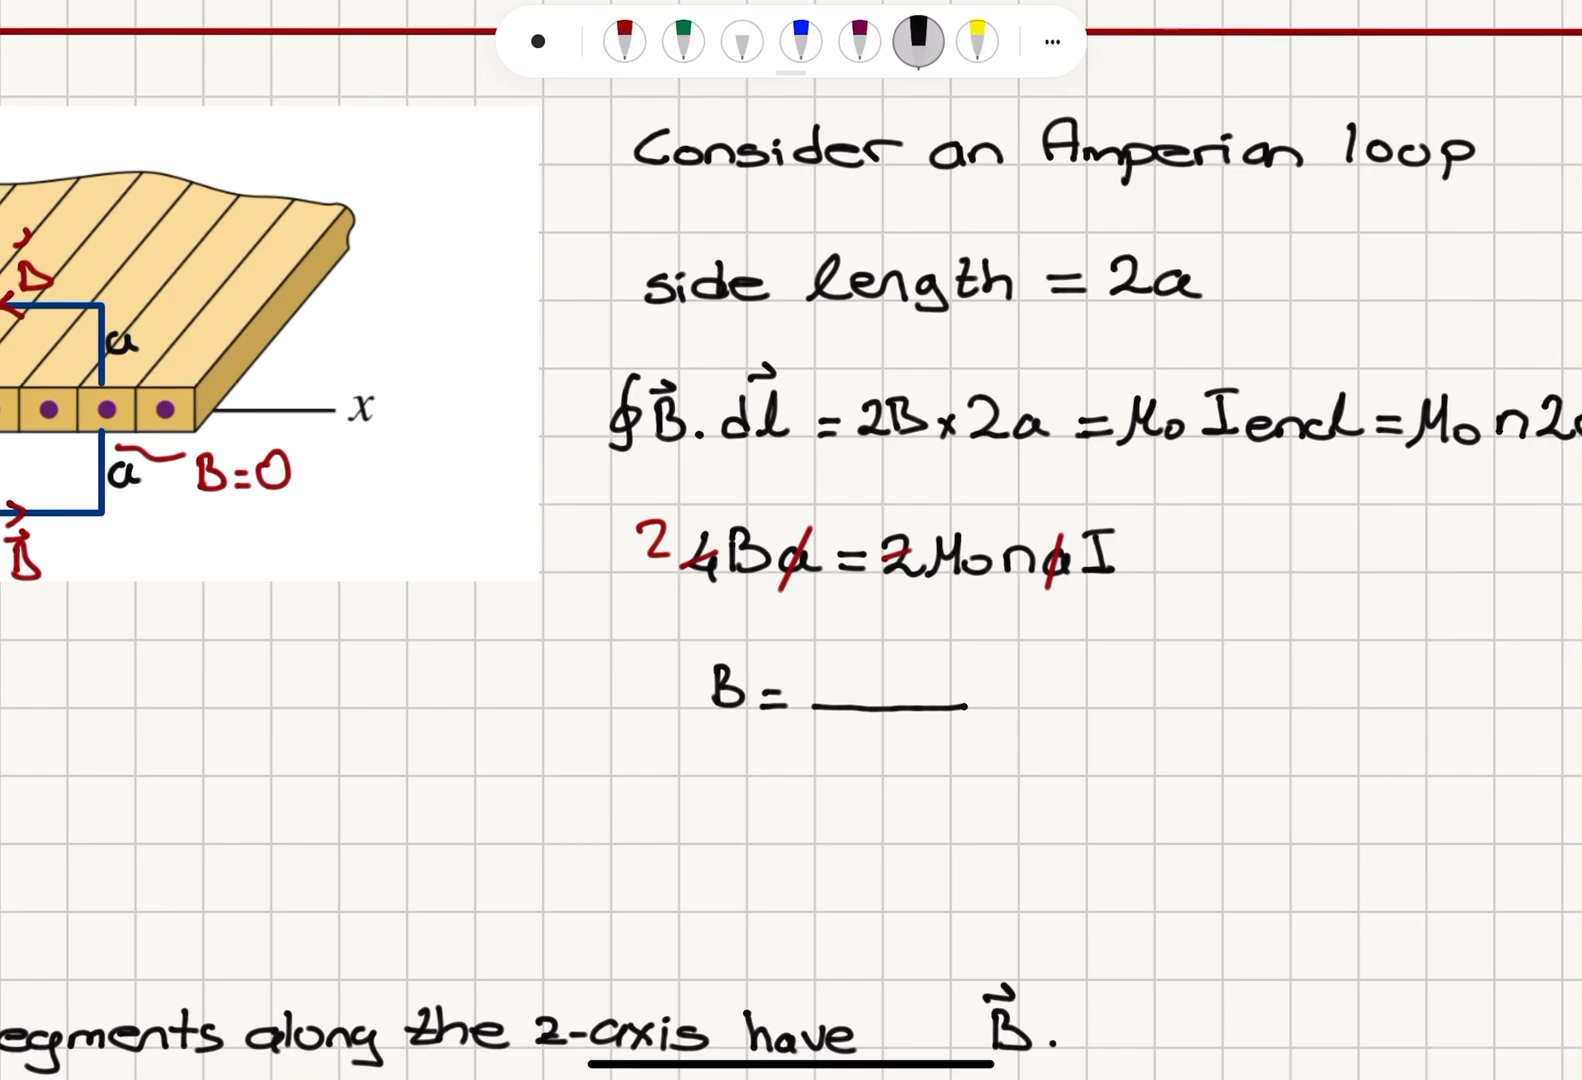 Consider an Amperian loop
side length = 2a
∮B⃗.dl⃗ = 2B×2a = μ₀Iencl = μ₀n2
2 4Ba = 2μ₀naI
B = ____
B⃗
a
x
a B=0
B⃗
egments along the z-axis have B⃗.